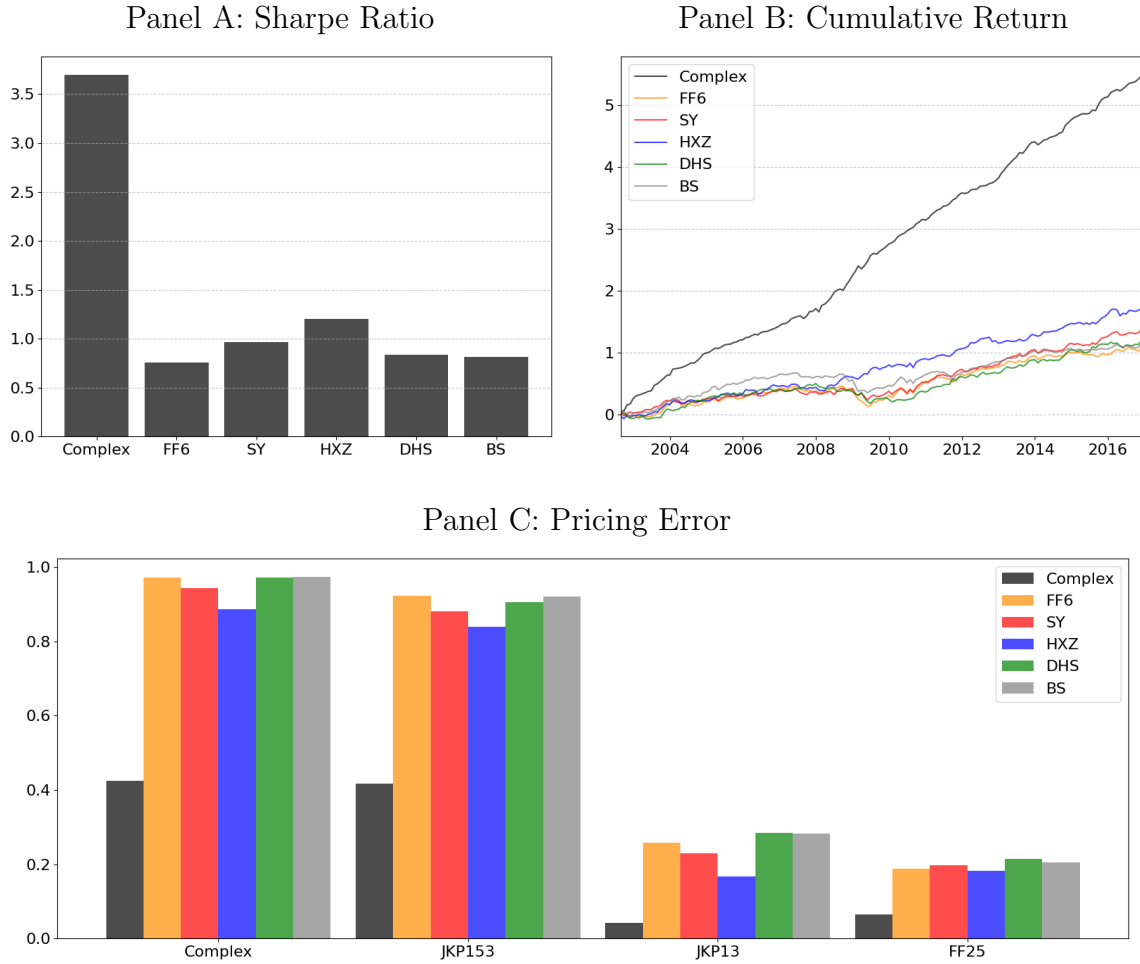 Panel A: Sharpe Ratio
3.5
3.0
2.5
2.0
1.5
1.0
0.5
0.0
Complex FF6 SY HXZ DHS BS
Panel B: Cumulative Return
Complex
FF6
SY
HXZ
DHS
BS
5
4
3
2
1
0
2004 2006 2008 2010 2012 2014 2016
Panel C: Pricing Error
1.0
0.8
0.6
0.4
0.2
0.0
Complex
FF6
SY
HXZ
DHS
BS
Complex JKP153 JKP13 FF25